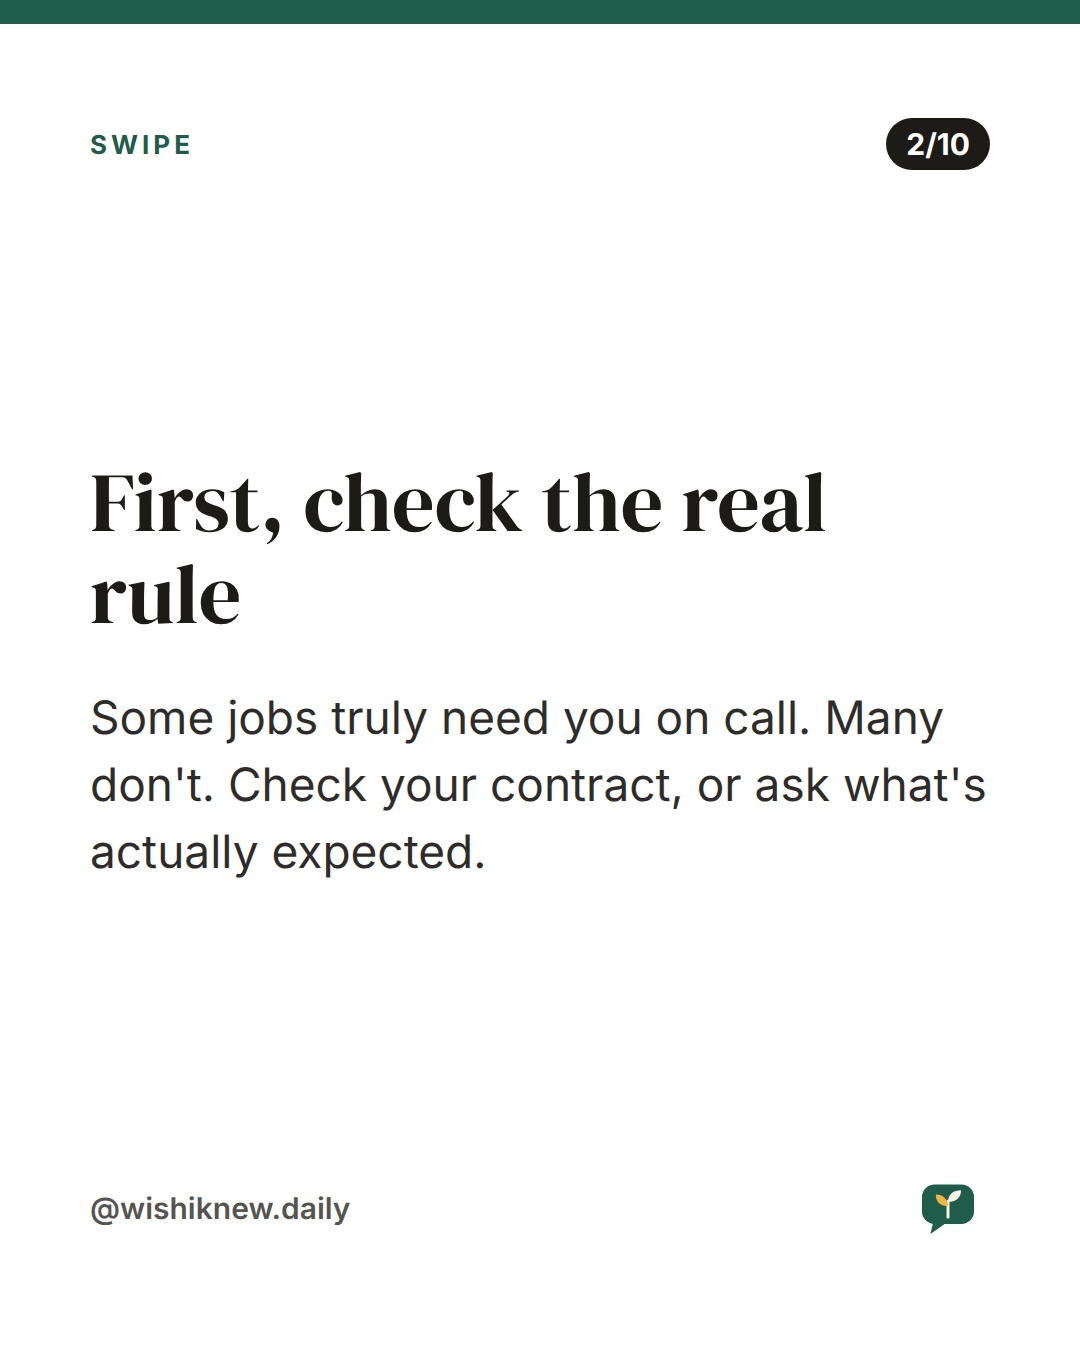 SWIPE
2/10
First, check the real
rule
Some jobs truly need you on call. Many
don't. Check your contract, or ask what's
actually expected.
@wishiknew.daily